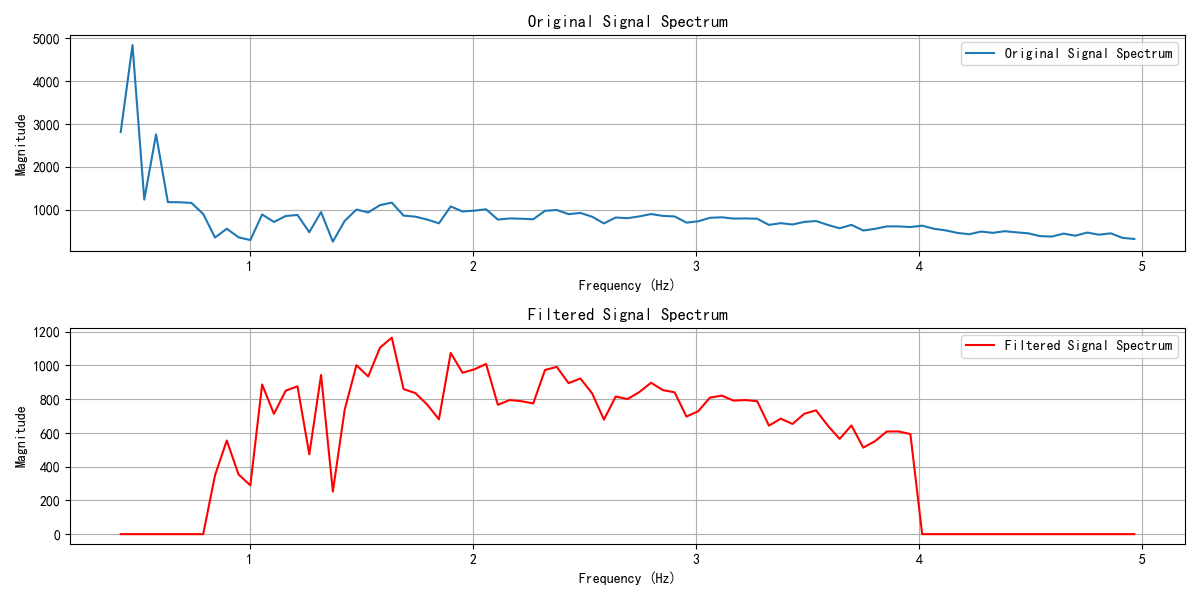 Original Signal Spectrum
5000
4000
3000
2000
1000
Magnitude
Original Signal Spectrum
1 2 3 4 5
Frequency (Hz)
Filtered Signal Spectrum
1200
1000
800
600
400
200
0
Magnitude
Filtered Signal Spectrum
1 2 3 4 5
Frequency (Hz)